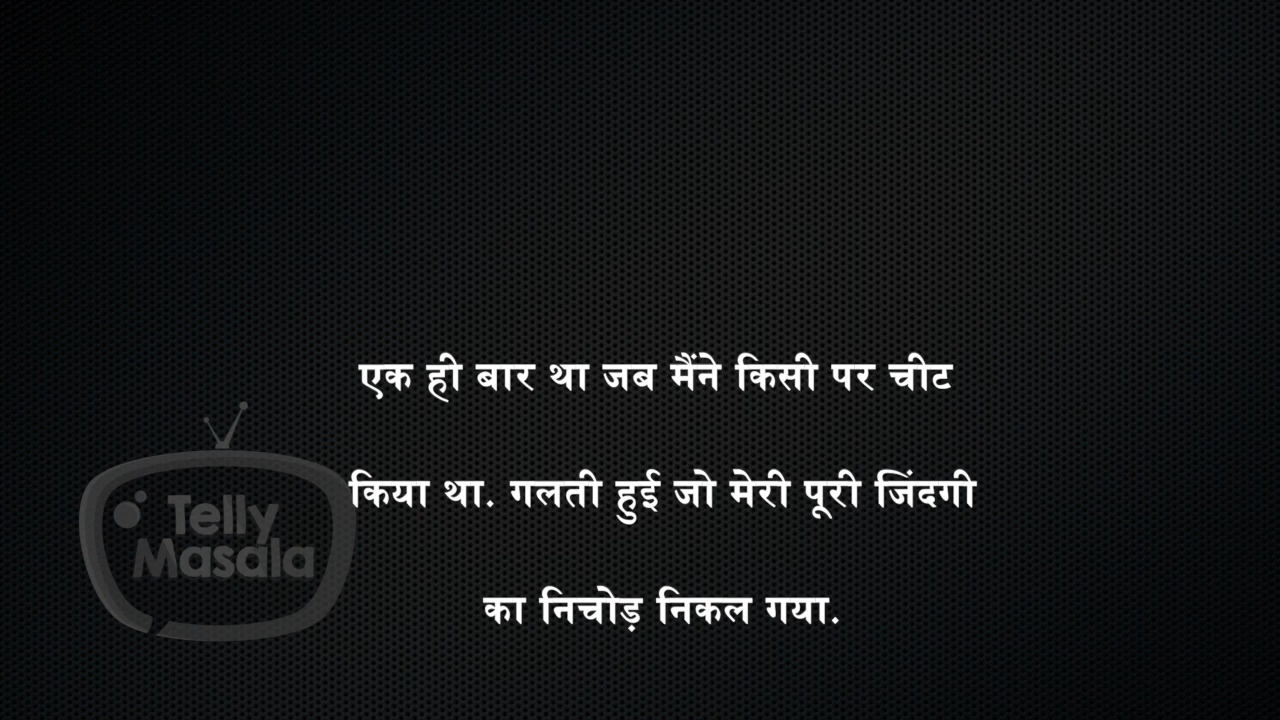 एक ही बार था जब मैंने किसी पर चीट
किया था. गलती हुई जो मेरी पूरी जिंदगी
का निचोड़ निकल गया.
Telly
Masala